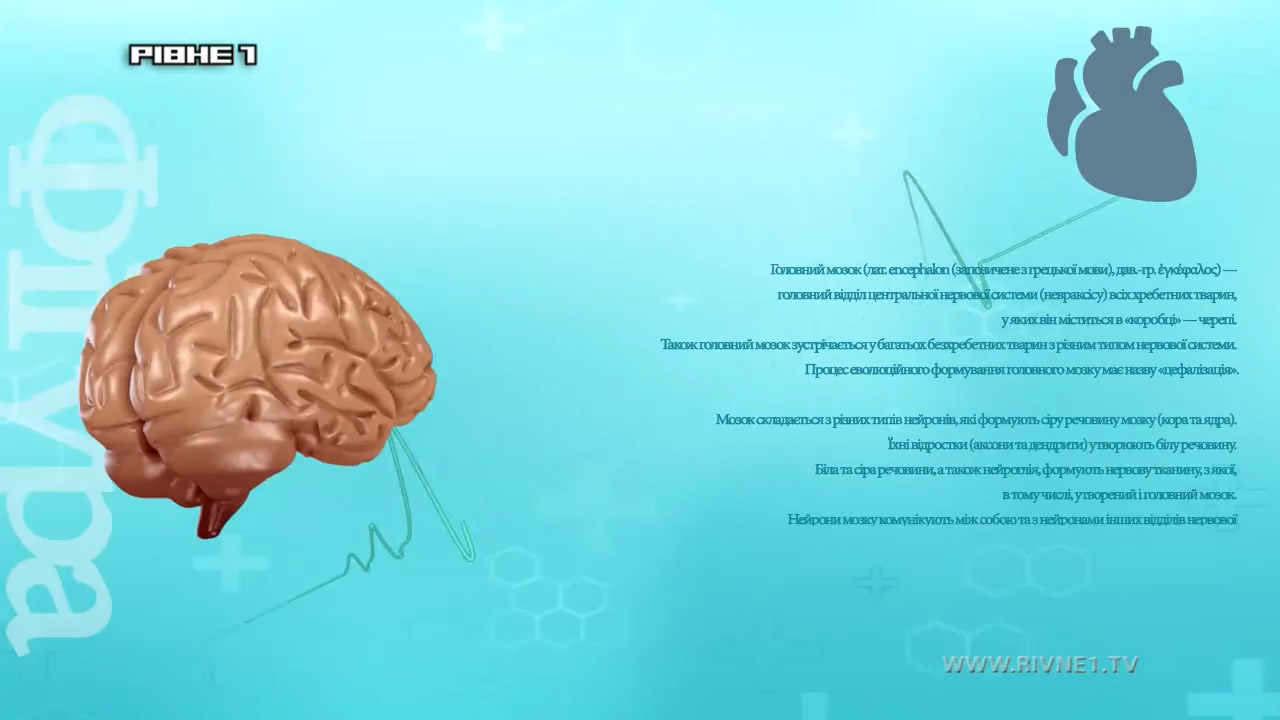 РІВНЕ 1
Фігура
Головний мозок (лат. encephalon (запозичене з грецької мови), дав.-гр. ἐγκέφαλος) —
головний відділ центральної нервової системи (невраксісу) всіх хребетних тварин,
у яких він міститься в «коробці» — черепі.
Також головний мозок зустрічається у багатьох безхребетних тварин з різним типом нервової системи.
Процес еволюційного формування головного мозку має назву «цефалізація».
Мозок складається з різних типів нейронів, які формують сіру речовину мозку (кора та ядра).
Їхні відростки (аксони та дендрити) утворюють білу речовину.
Біла та сіра речовини, а також нейроглія, формують нервову тканину, з якої,
в тому числі, утворений і головний мозок.
Нейрони мозку комунікують між собою та з нейронами інших відділів нервової
WWW.RIVNE1.TV